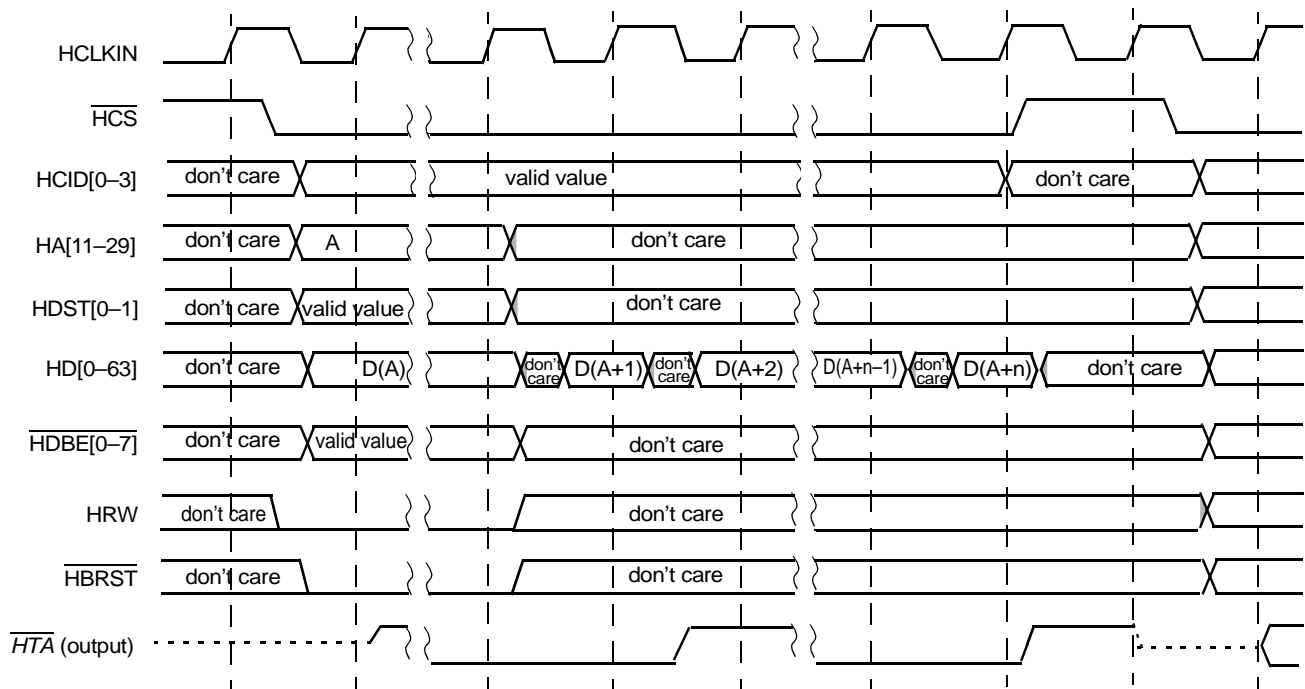 HCLKIN
HCS
HCID[0–3] don't care valid value don't care
HA[11–29] don't care A don't care
HDST[0–1] don't care valid value don't care
HD[0–63] don't care D(A) don't care D(A+1) don't care D(A+2) D(A+n–1) don't care D(A+n) don't care
HDBE[0–7] don't care valid value don't care
HRW don't care don't care
HBRST don't care don't care
HTA (output)